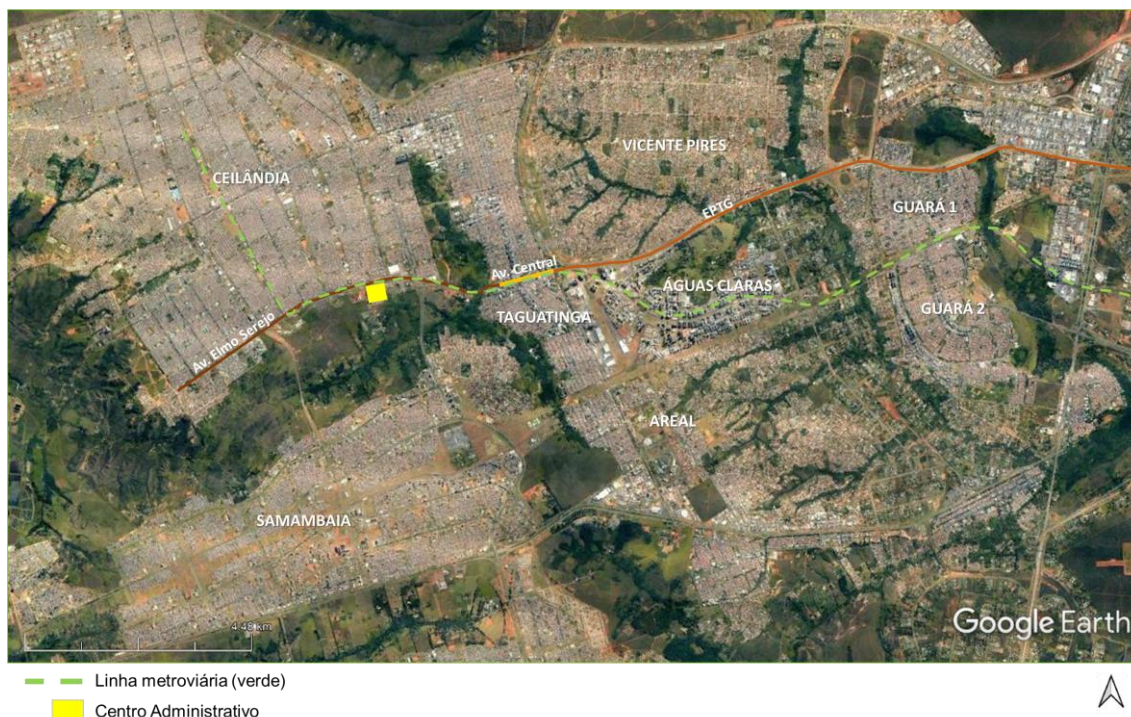 VICENTE PIRES
CEILÂNDIA
GUARÁ 1
EPTG
Av. Central
ÁGUAS CLARAS
GUARÁ 2
TAGUATINGA
Av. Elmo Serejo
AREAL
SAMAMBAIA
4.48 km
Google Earth
Linha metroviária (verde)
Centro Administrativo